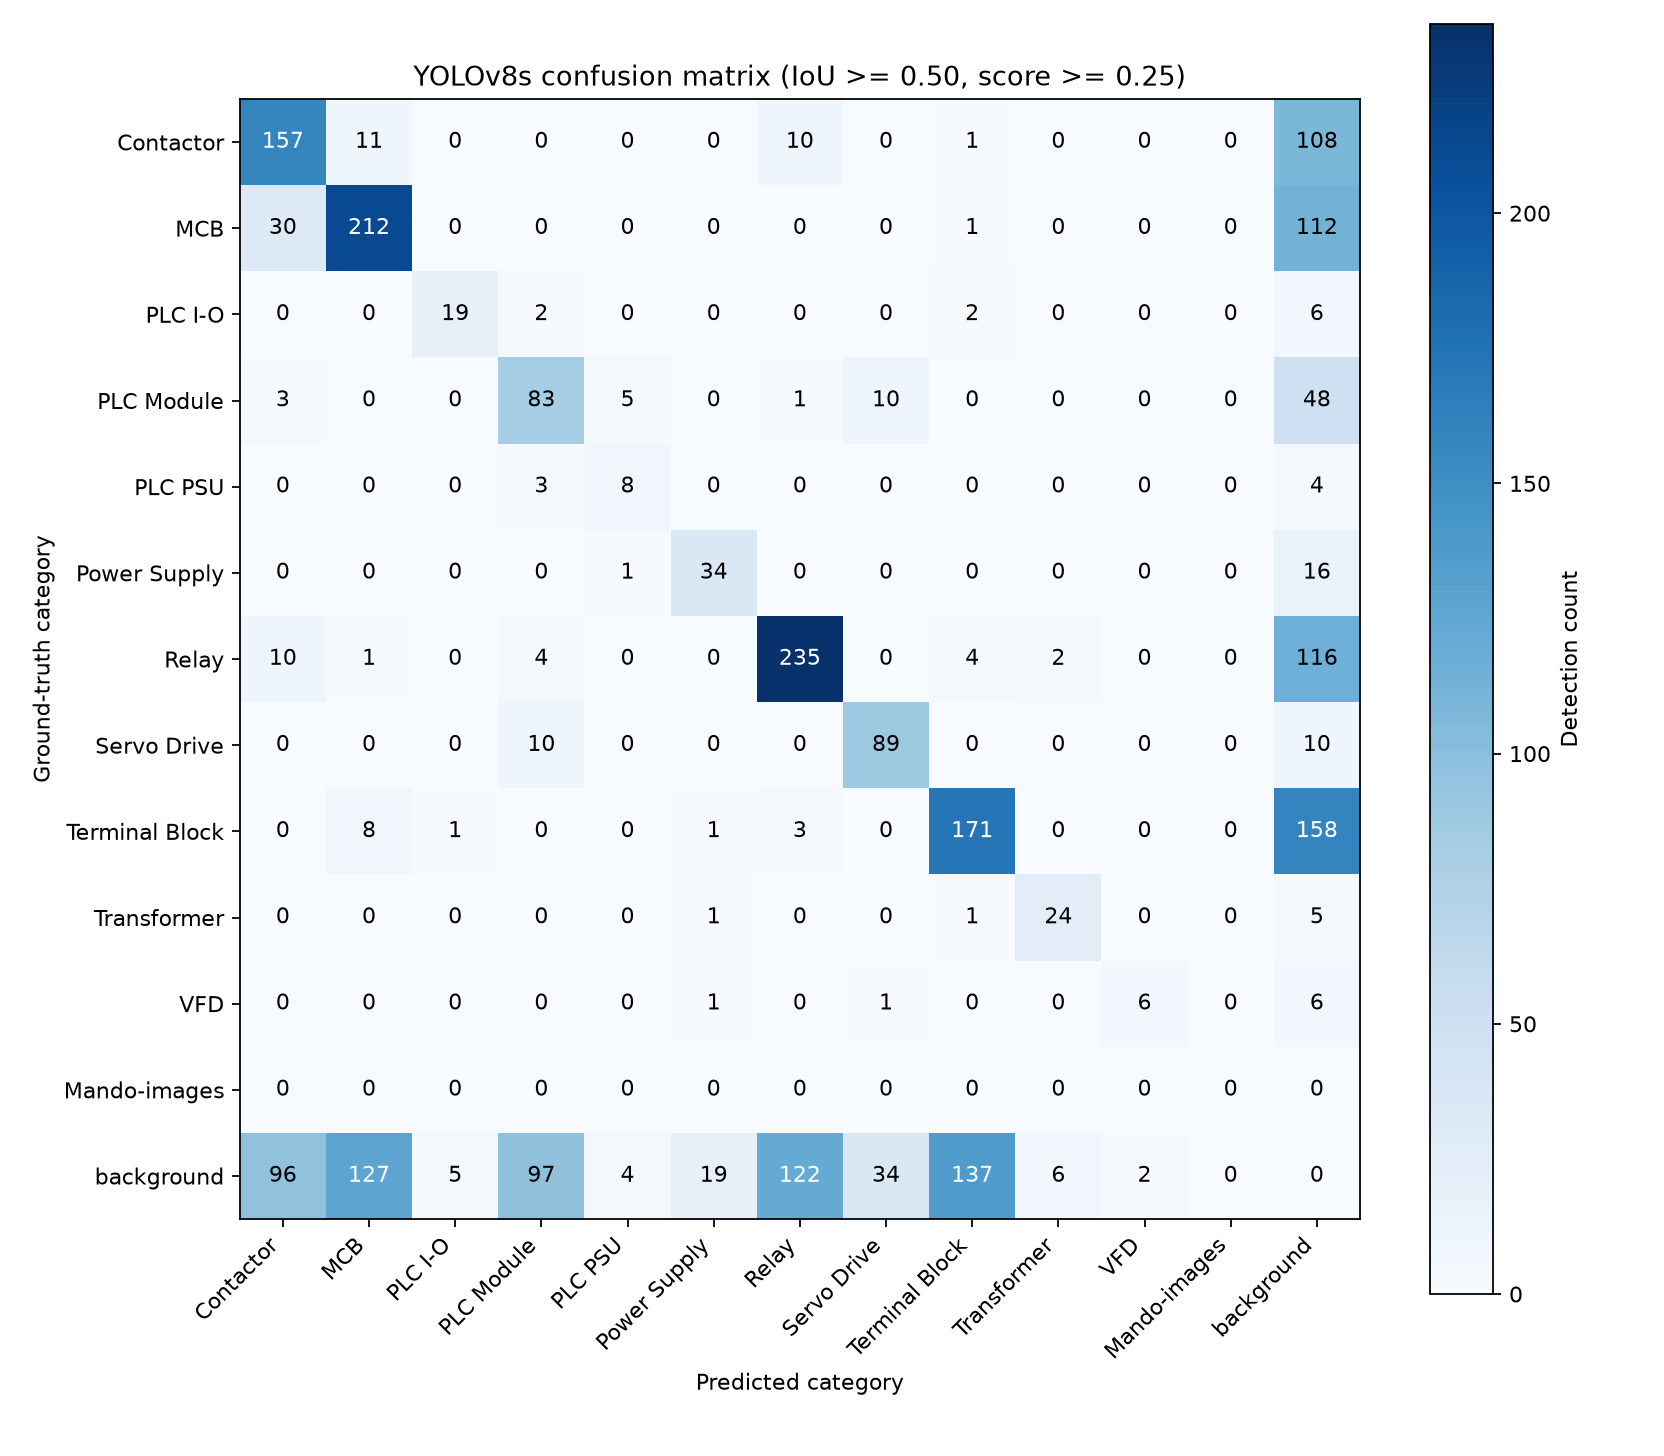 YOLOv8s confusion matrix (IoU >= 0.50, score >= 0.25)
Contactor 157 11 0 0 0 0 10 0 1 0 0 0 108
MCB 30 212 0 0 0 0 0 0 1 0 0 0 112
PLC I-O 0 0 19 2 0 0 0 0 2 0 0 0 6
PLC Module 3 0 0 83 5 0 1 10 0 0 0 0 48
PLC PSU 0 0 0 3 8 0 0 0 0 0 0 0 4
Power Supply 0 0 0 0 1 34 0 0 0 0 0 0 16
Relay 10 1 0 4 0 0 235 0 4 2 0 0 116
Servo Drive 0 0 0 10 0 0 0 89 0 0 0 0 10
Terminal Block 0 8 1 0 0 1 3 0 171 0 0 0 158
Transformer 0 0 0 0 0 1 0 0 1 24 0 0 5
VFD 0 0 0 0 0 1 0 1 0 0 6 0 6
Mando-images 0 0 0 0 0 0 0 0 0 0 0 0 0
background 96 127 5 97 4 19 122 34 137 6 2 0 0
Contactor MCB PLC I-O PLC Module PLC PSU Power Supply Relay Servo Drive Terminal Block Transformer VFD Mando-images background
Predicted category
Ground-truth category
200
150
100
50
0
Detection count